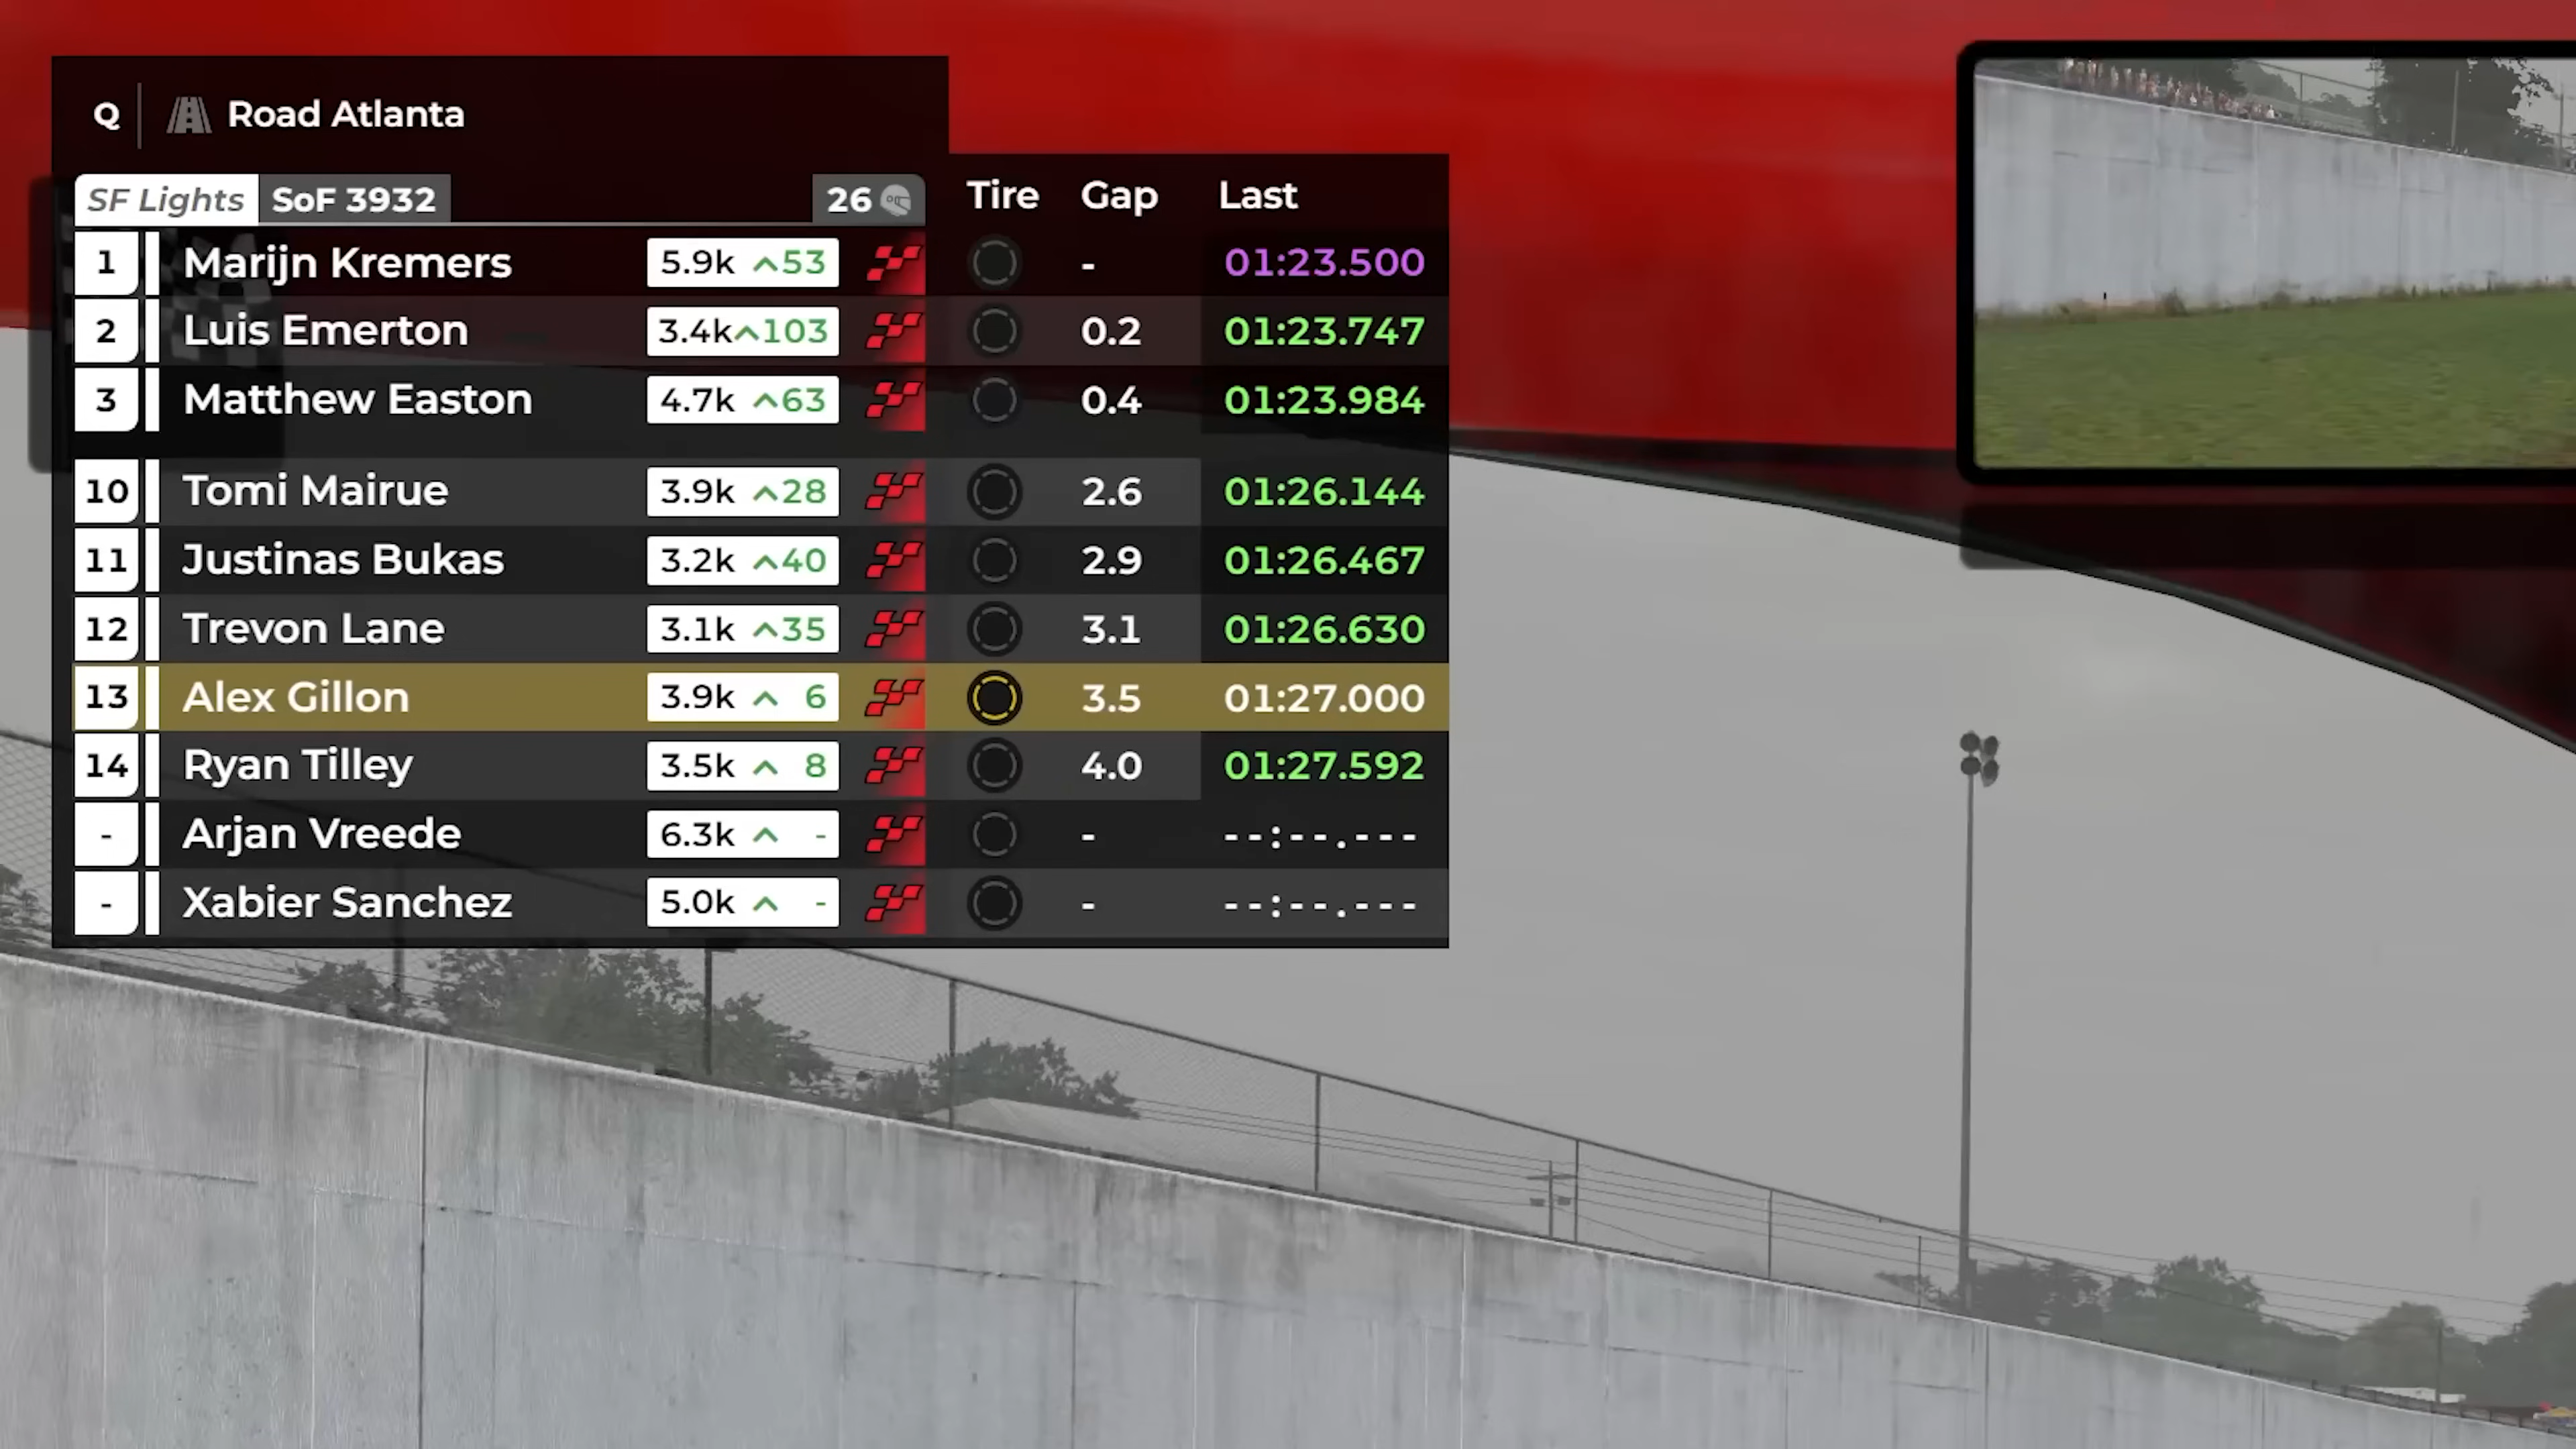 Q Road Atlanta
SF Lights SoF 3932 26 Tire Gap Last
1 Marijn Kremers 5.9k 53 - 01:23.500
2 Luis Emerton 3.4k 103 0.2 01:23.747
3 Matthew Easton 4.7k 63 0.4 01:23.984
10 Tomi Mairue 3.9k 28 2.6 01:26.144
11 Justinas Bukas 3.2k 40 2.9 01:26.467
12 Trevon Lane 3.1k 35 3.1 01:26.630
13 Alex Gillon 3.9k 6 3.5 01:27.000
14 Ryan Tilley 3.5k 8 4.0 01:27.592
- Arjan Vreede 6.3k - - --:--.---
- Xabier Sanchez 5.0k - - --:--.---